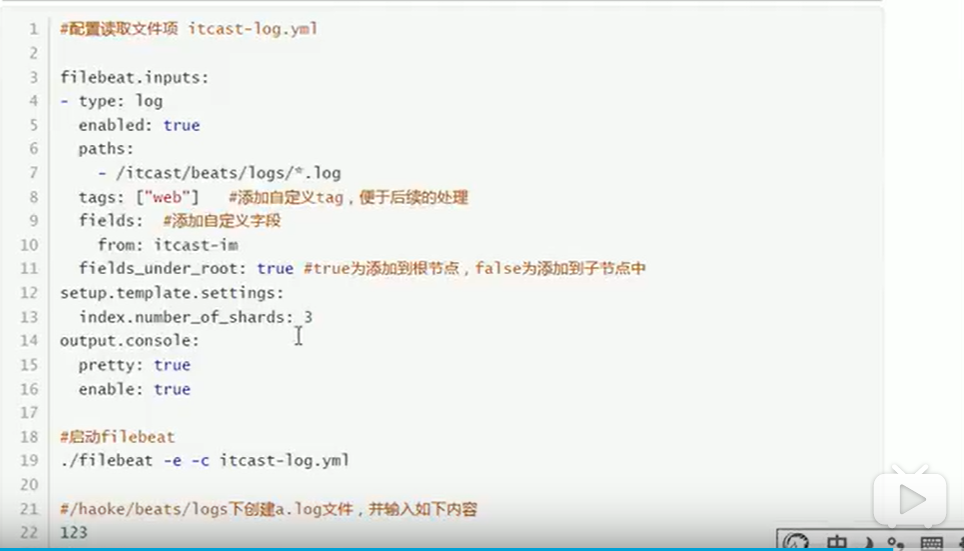 1 #配置读取文件项 itcast-log.yml
2
3 filebeat.inputs:
4 - type: log
5   enabled: true
6   paths:
7     - /itcast/beats/logs/*.log
8   tags: ["web"]   #添加自定义tag，便于后续的处理
9   fields:  #添加自定义字段
10     from: itcast-im
11   fields_under_root: true #true为添加到根节点，false为添加到子节点中
12 setup.template.settings:
13   index.number_of_shards: 3
14 output.console:
15   pretty: true
16   enable: true
17
18 #启动filebeat
19 ./filebeat -e -c itcast-log.yml
20
21 #/haoke/beats/logs下创建a.log文件，并输入如下内容
22 123
中